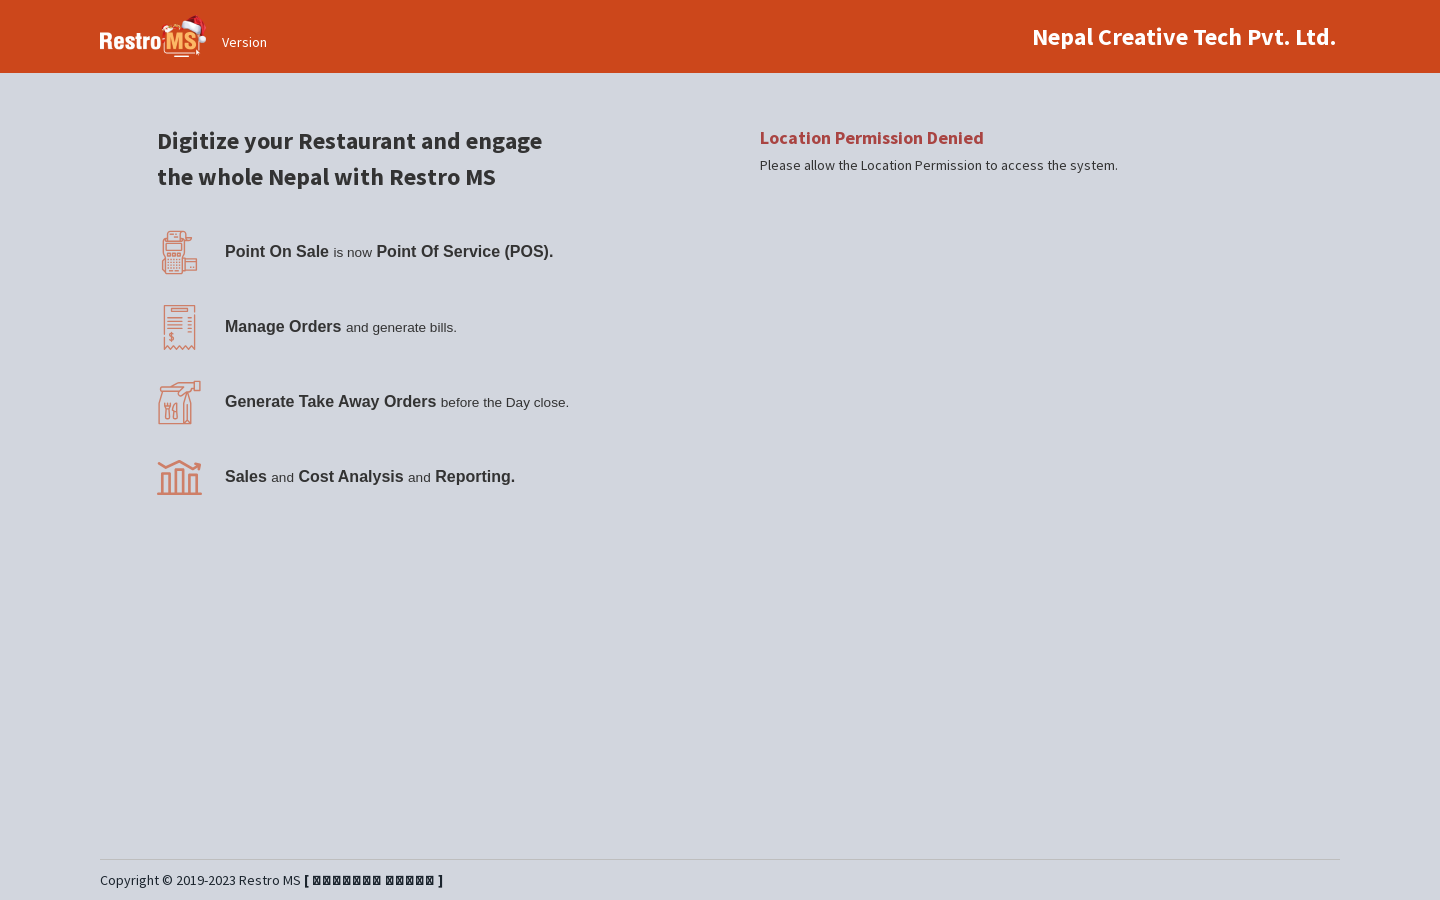 Restro MS Version
Nepal Creative Tech Pvt. Ltd.
Digitize your Restaurant and engage
the whole Nepal with Restro MS
Point On Sale is now Point Of Service (POS).
Manage Orders and generate bills.
Generate Take Away Orders before the Day close.
Sales and Cost Analysis and Reporting.
Location Permission Denied
Please allow the Location Permission to access the system.
Copyright © 2019-2023 Restro MS [ ]